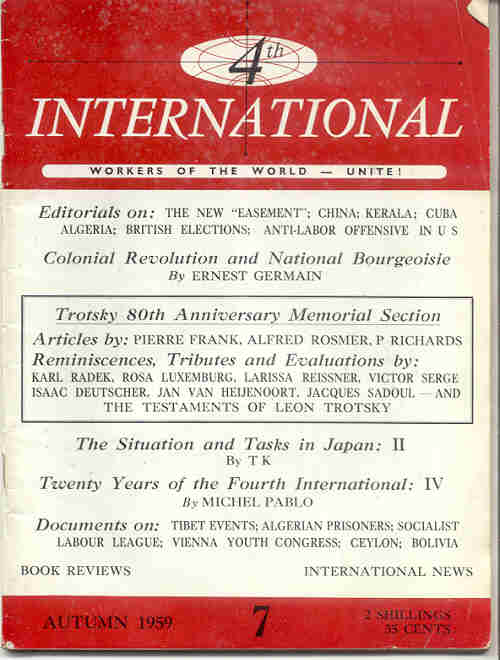 4th
INTERNATIONAL
WORKERS OF THE WORLD — UNITE!
Editorials on: THE NEW "EASEMENT"; CHINA; KERALA; CUBA
ALGERIA; BRITISH ELECTIONS; ANTI-LABOR OFFENSIVE IN U S
Colonial Revolution and National Bourgeoisie
By ERNEST GERMAIN
Trotsky 80th Anniversary Memorial Section
Articles by: PIERRE FRANK, ALFRED ROSMER, P RICHARDS
Reminiscences, Tributes and Evaluations by:
KARL RADEK, ROSA LUXEMBURG, LARISSA REISSNER, VICTOR SERGE
ISAAC DEUTSCHER, JAN VAN HEIJENOORT, JACQUES SADOUL — AND
THE TESTAMENTS OF LEON TROTSKY
The Situation and Tasks in Japan: II
By T K
Twenty Years of the Fourth International: IV
By MICHEL PABLO
Documents on: TIBET EVENTS; ALGERIAN PRISONERS; SOCIALIST
LABOUR LEAGUE; VIENNA YOUTH CONGRESS; CEYLON; BOLIVIA
BOOK REVIEWS INTERNATIONAL NEWS
AUTUMN 1959 7 2 SHILLINGS
55 CENTS